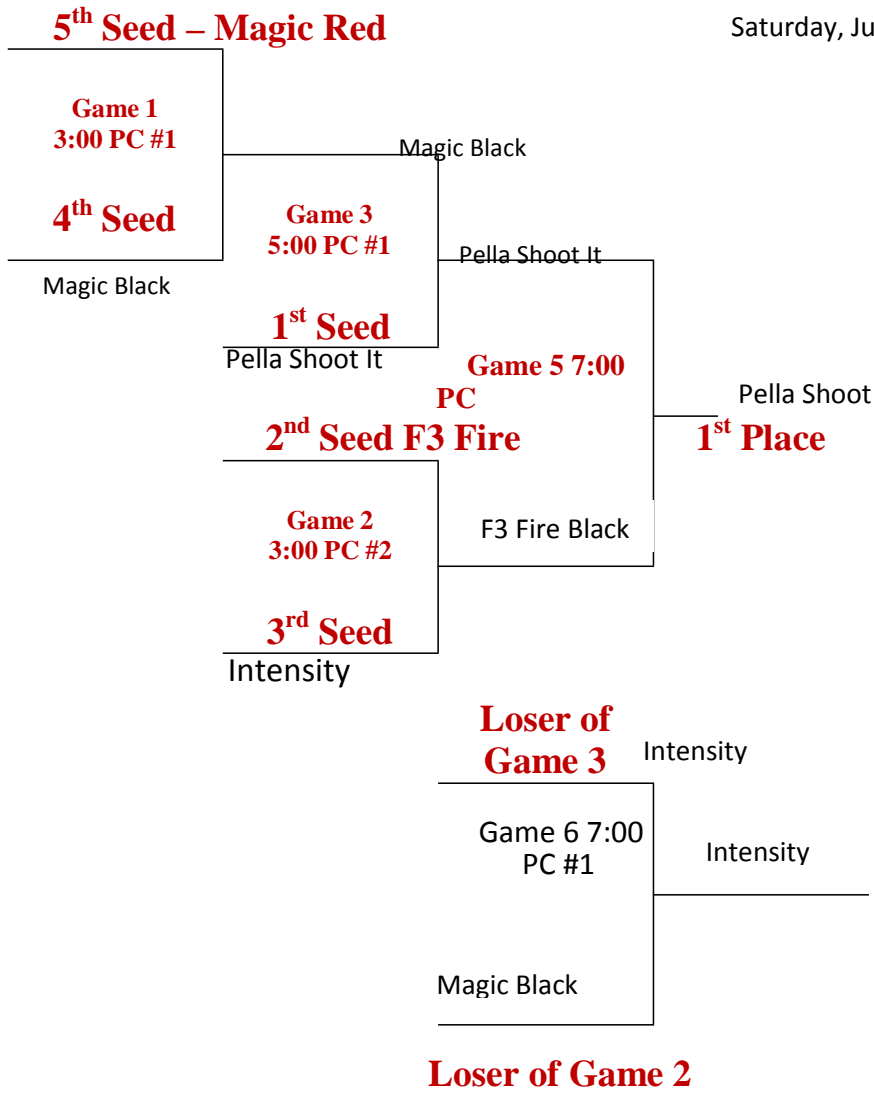 5th Seed – Magic Red
Saturday, Ju
Game 1
3:00 PC #1
Magic Black
4th Seed
Game 3
5:00 PC #1
Pella Shoot It
Magic Black
1st Seed
Pella Shoot It
Game 5 7:00
PC
Pella Shoot
2nd Seed F3 Fire
1st Place
Game 2
3:00 PC #2
F3 Fire Black
3rd Seed
Intensity
Loser of
Game 3
Intensity
Game 6 7:00
PC #1
Intensity
Magic Black
Loser of Game 2